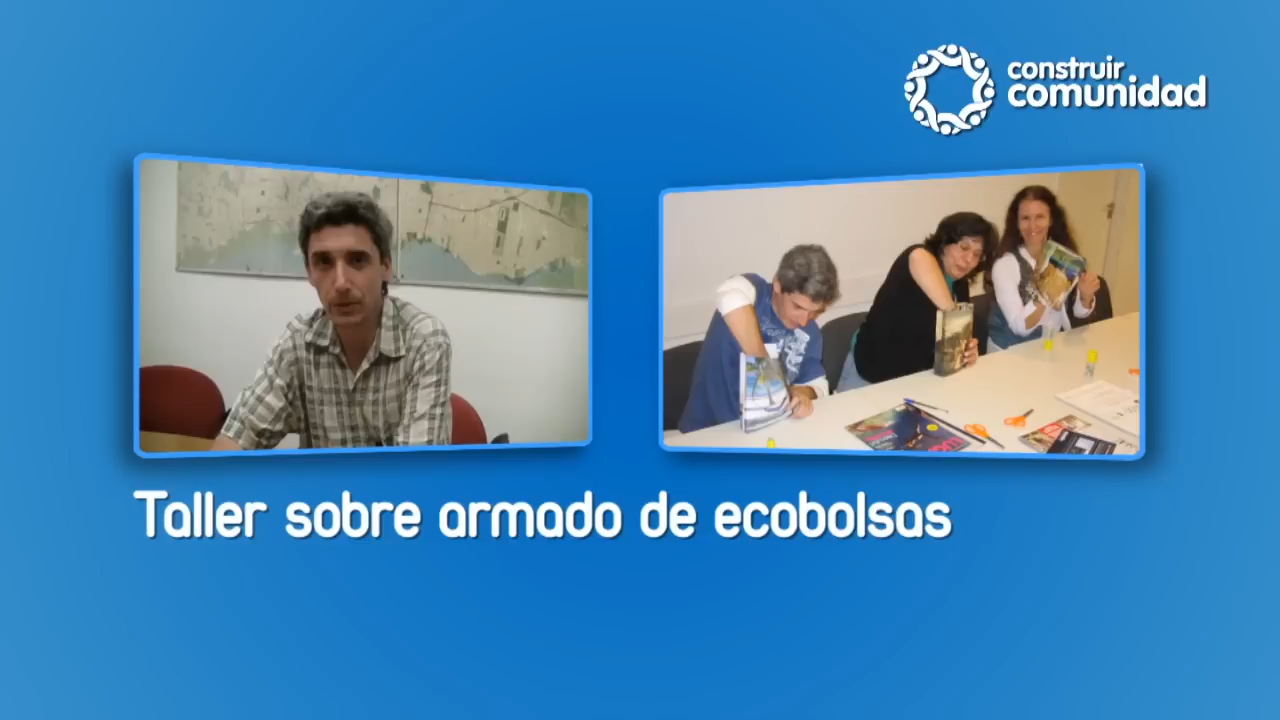 construir
comunidad
Taller sobre armado de ecobolsas